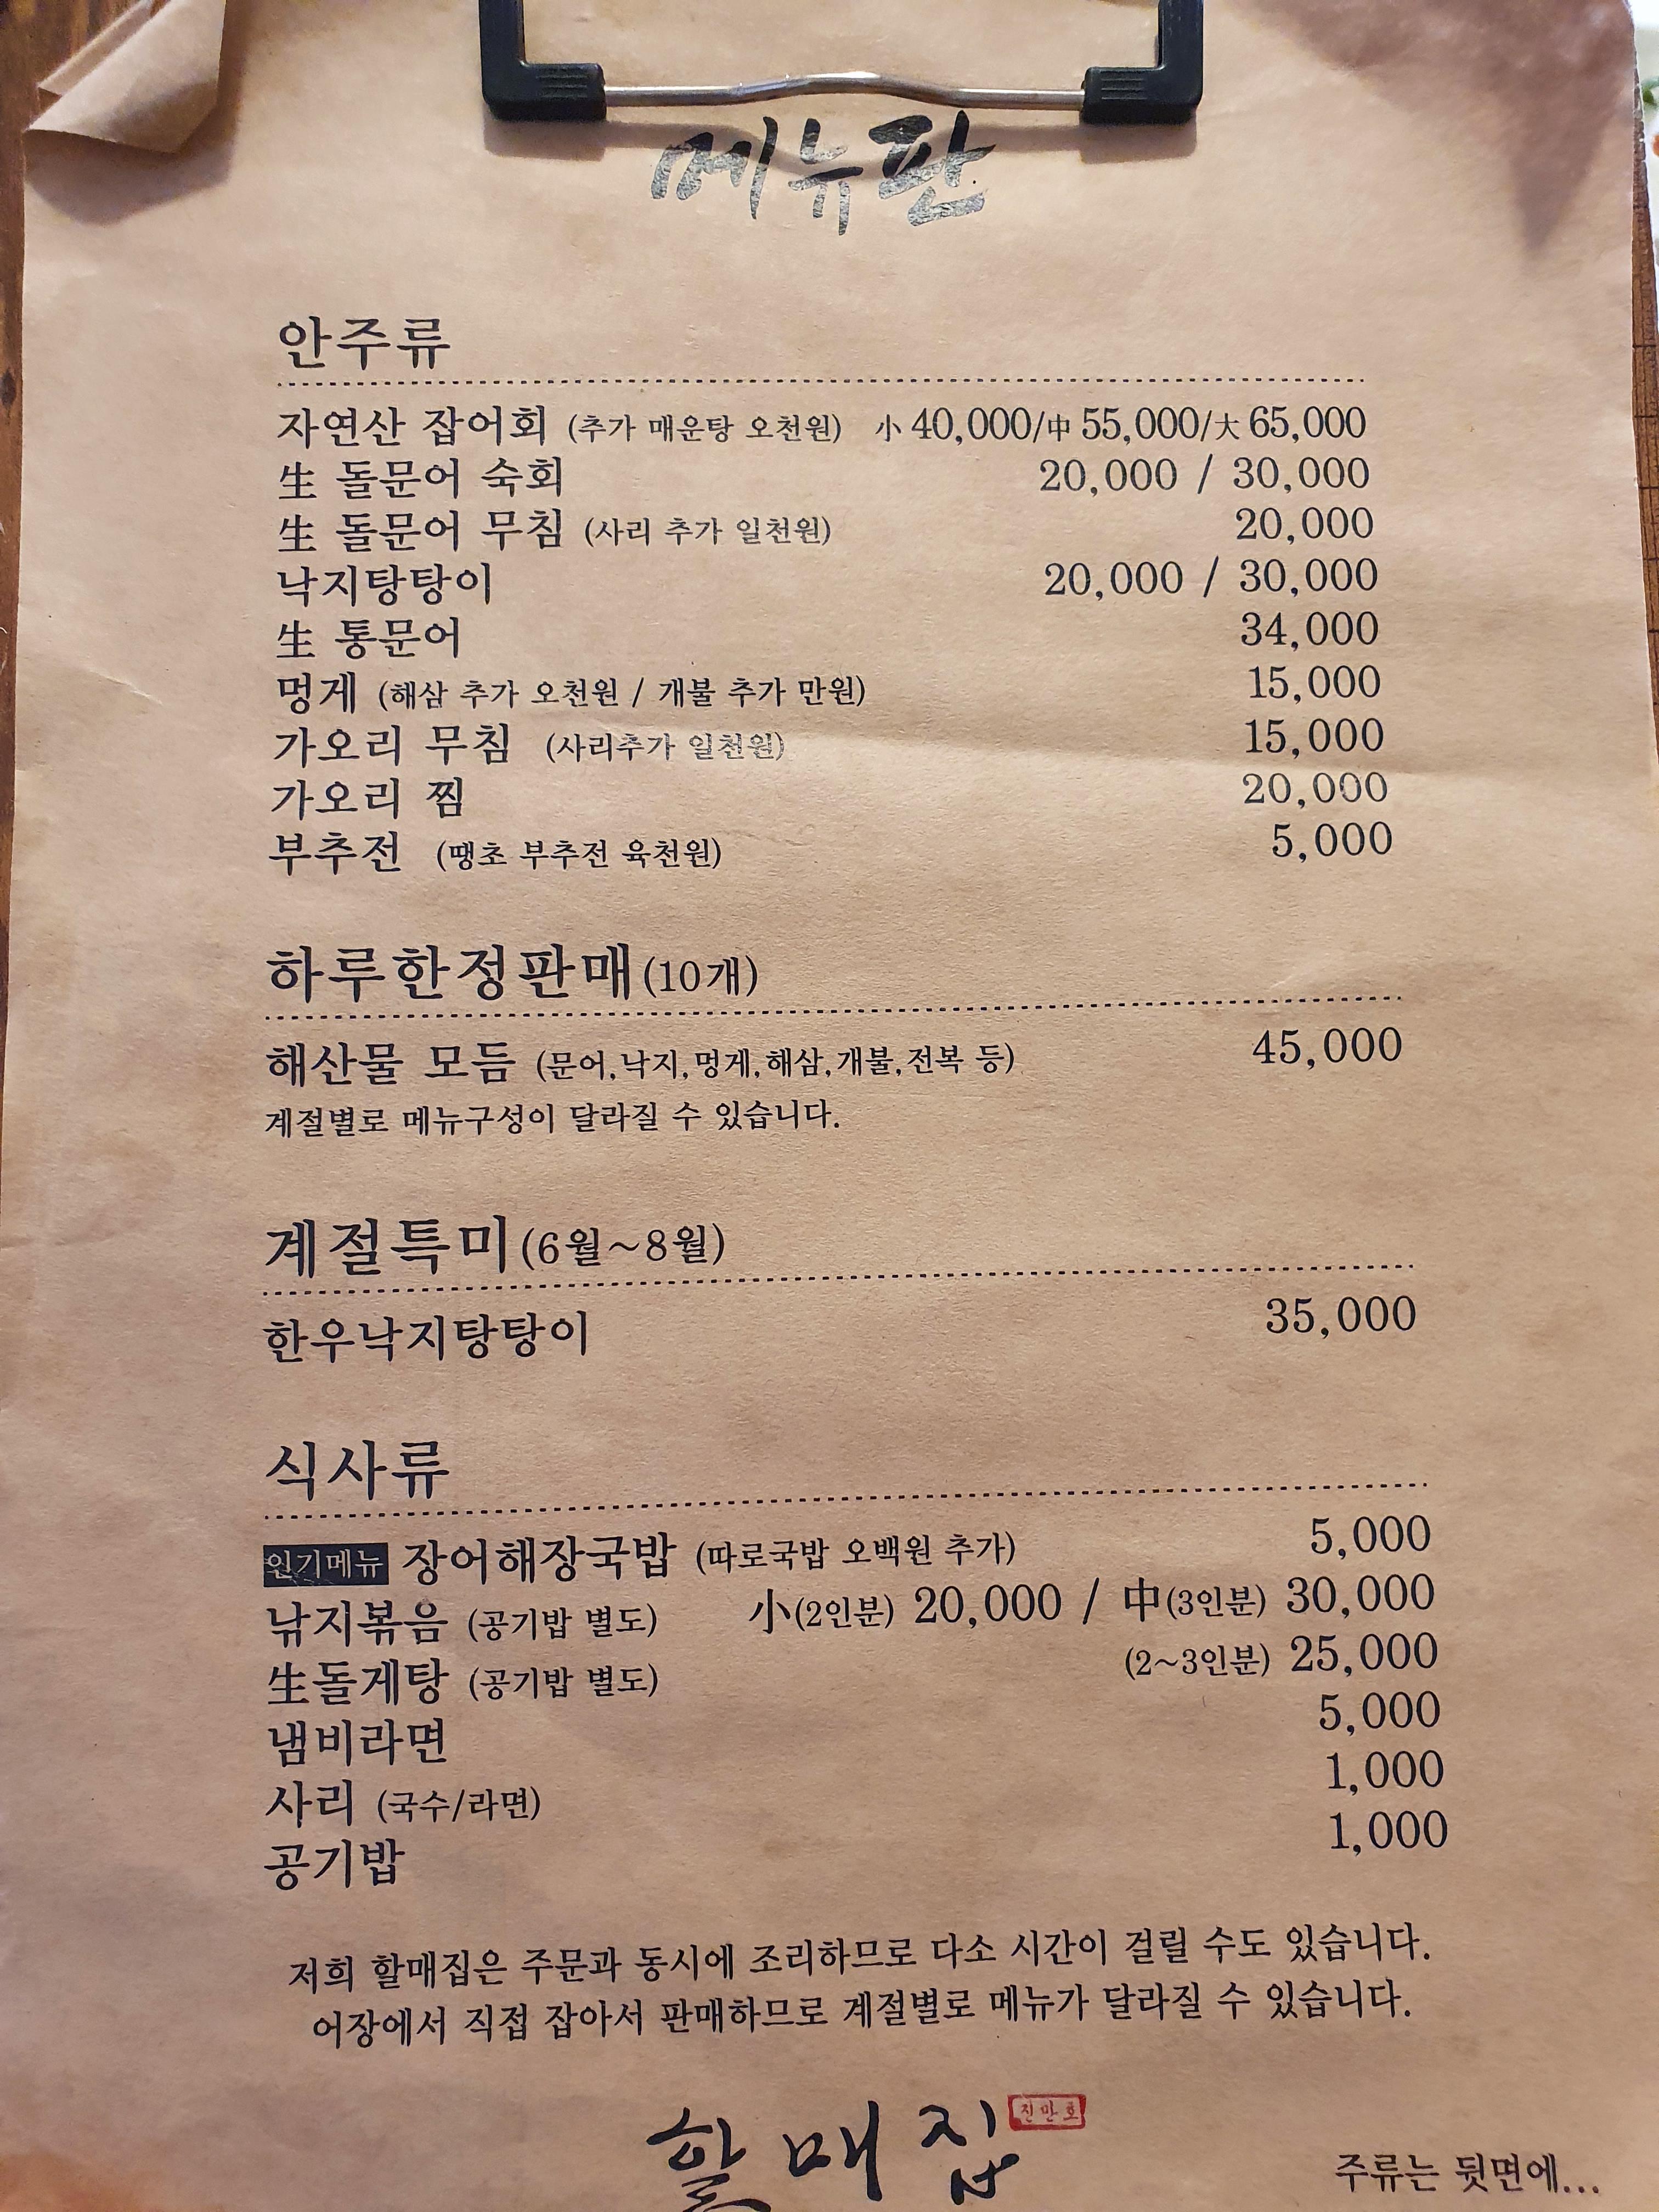 메뉴판
안주류
자연산 잡어회 (추가 매운탕 오천원) 小 40,000/中 55,000/大 65,000
生 돌문어 숙회 20,000 / 30,000
生 돌문어 무침 (사리 추가 일천원) 20,000
낙지탕탕이 20,000 / 30,000
生 통문어 34,000
멍게 (해삼 추가 오천원 / 개불 추가 만원) 15,000
가오리 무침 (사리추가 일천원) 15,000
가오리 찜 20,000
부추전 (땡초 부추전 육천원) 5,000
하루한정판매(10개)
해산물 모듬 (문어,낙지,멍게,해삼,개불,전복 등) 45,000
계절별로 메뉴구성이 달라질 수 있습니다.
계절특미(6월~8월)
한우낙지탕탕이 35,000
식사류
인기메뉴 장어해장국밥 (따로국밥 오백원 추가) 5,000
낚지볶음 (공기밥 별도) 小(2인분) 20,000 / 中(3인분) 30,000
生돌게탕 (공기밥 별도) (2~3인분) 25,000
냄비라면 5,000
사리 (국수/라면) 1,000
공기밥 1,000
저희 할매집은 주문과 동시에 조리하므로 다소 시간이 걸릴 수도 있습니다.
어장에서 직접 잡아서 판매하므로 계절별로 메뉴가 달라질 수 있습니다.
할매집 진만호
주류는 뒷면에...